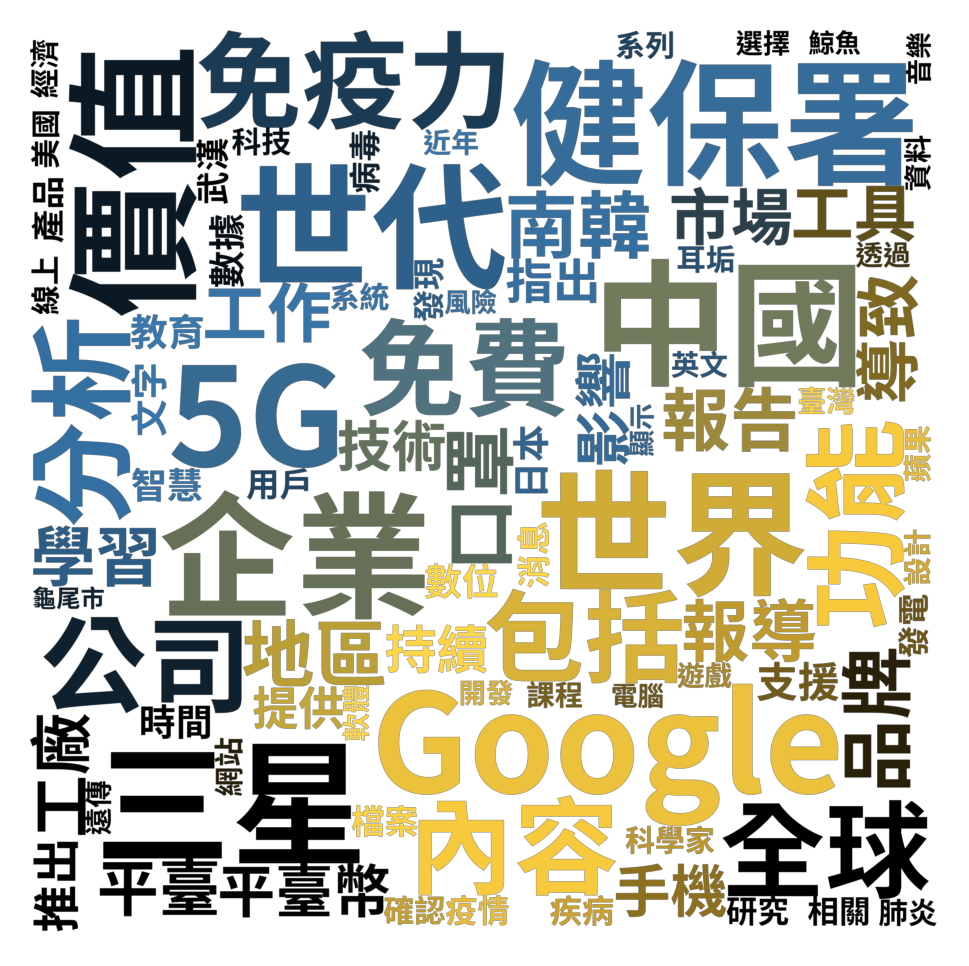 系列
選擇
鯨魚
音樂
經濟
免疫力
健保署
價值
美國
武漢
科技
病毒
近年
資料
世代
南韓
市場
工具
產品
數據
耳垢
透過
線上
發現
指出
中國
導致
工作
系統
風險
教育
分析
免費
影響
英文
文字
5G
顯示
報告
臺灣
技術
口罩
日本
功能
蘋果
智慧
用戶
企業
世界
學習
消息
設計
數位
龜尾市
包括
發電
公司
地區
持續
報導
品牌
提供
軟體
開發
課程
電腦
遊戲
支援
工廠
時間
Google
網站
三星
遠傳
檔案
內容
科學家
全球
推出
平臺
平臺幣
確認疫情
疾病
手機
研究
相關
肺炎